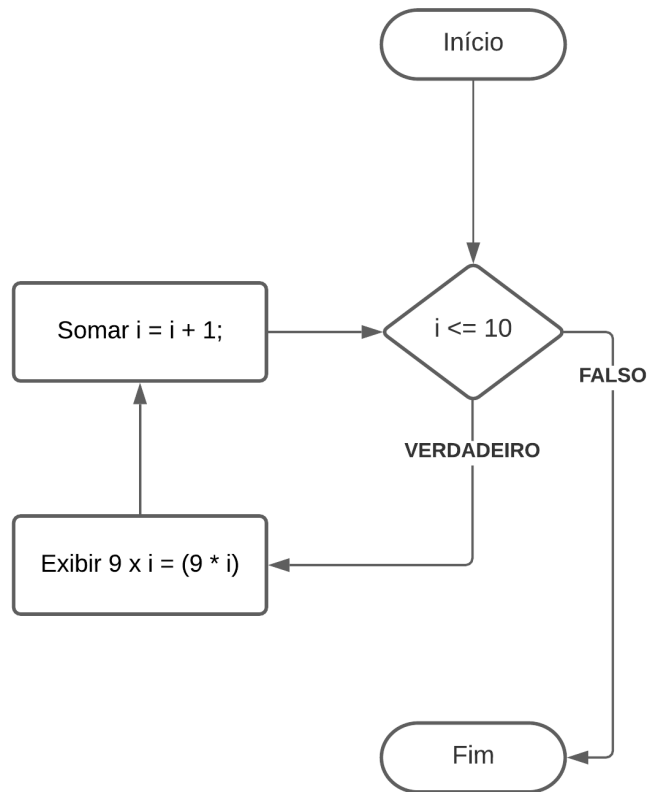 Início
i <= 10
VERDADEIRO
FALSO
Exibir 9 x i = (9 * i)
Somar i = i + 1;
Fim